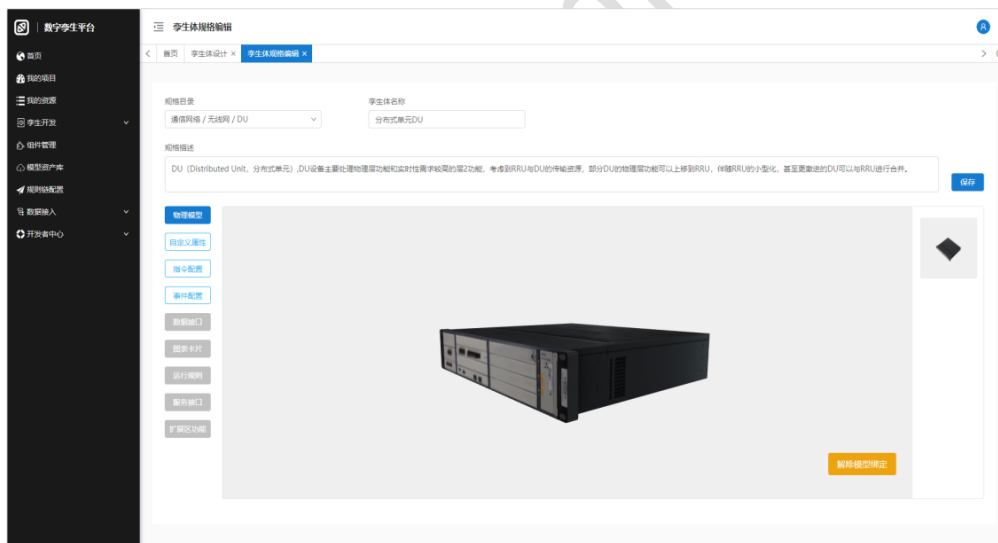 数字孪生平台
孪生体规格编辑
首页
我的项目
我的资源
孪生开发
组件管理
模型资产库
规则链配置
数据接入
开发者中心
首页 孪生体设计 × 孪生体规格编辑 ×
规格目录 孪生体名称
通信网络 / 无线网 / DU 分布式单元DU
规格描述
DU（Distributed Unit，分布式单元）,DU设备主要处理物理层功能和实时性需求较高的层2功能，考虑到RRU与DU的传输资源，部分DU的物理层功能可以上移到RRU，伴随RRU的小型化，甚至更激进的DU可以与RRU进行合并。
保存
物理模型
自定义属性
指令配置
事件配置
数据接口
图表卡片
运行规则
服务接口
扩展区功能
解除模型绑定